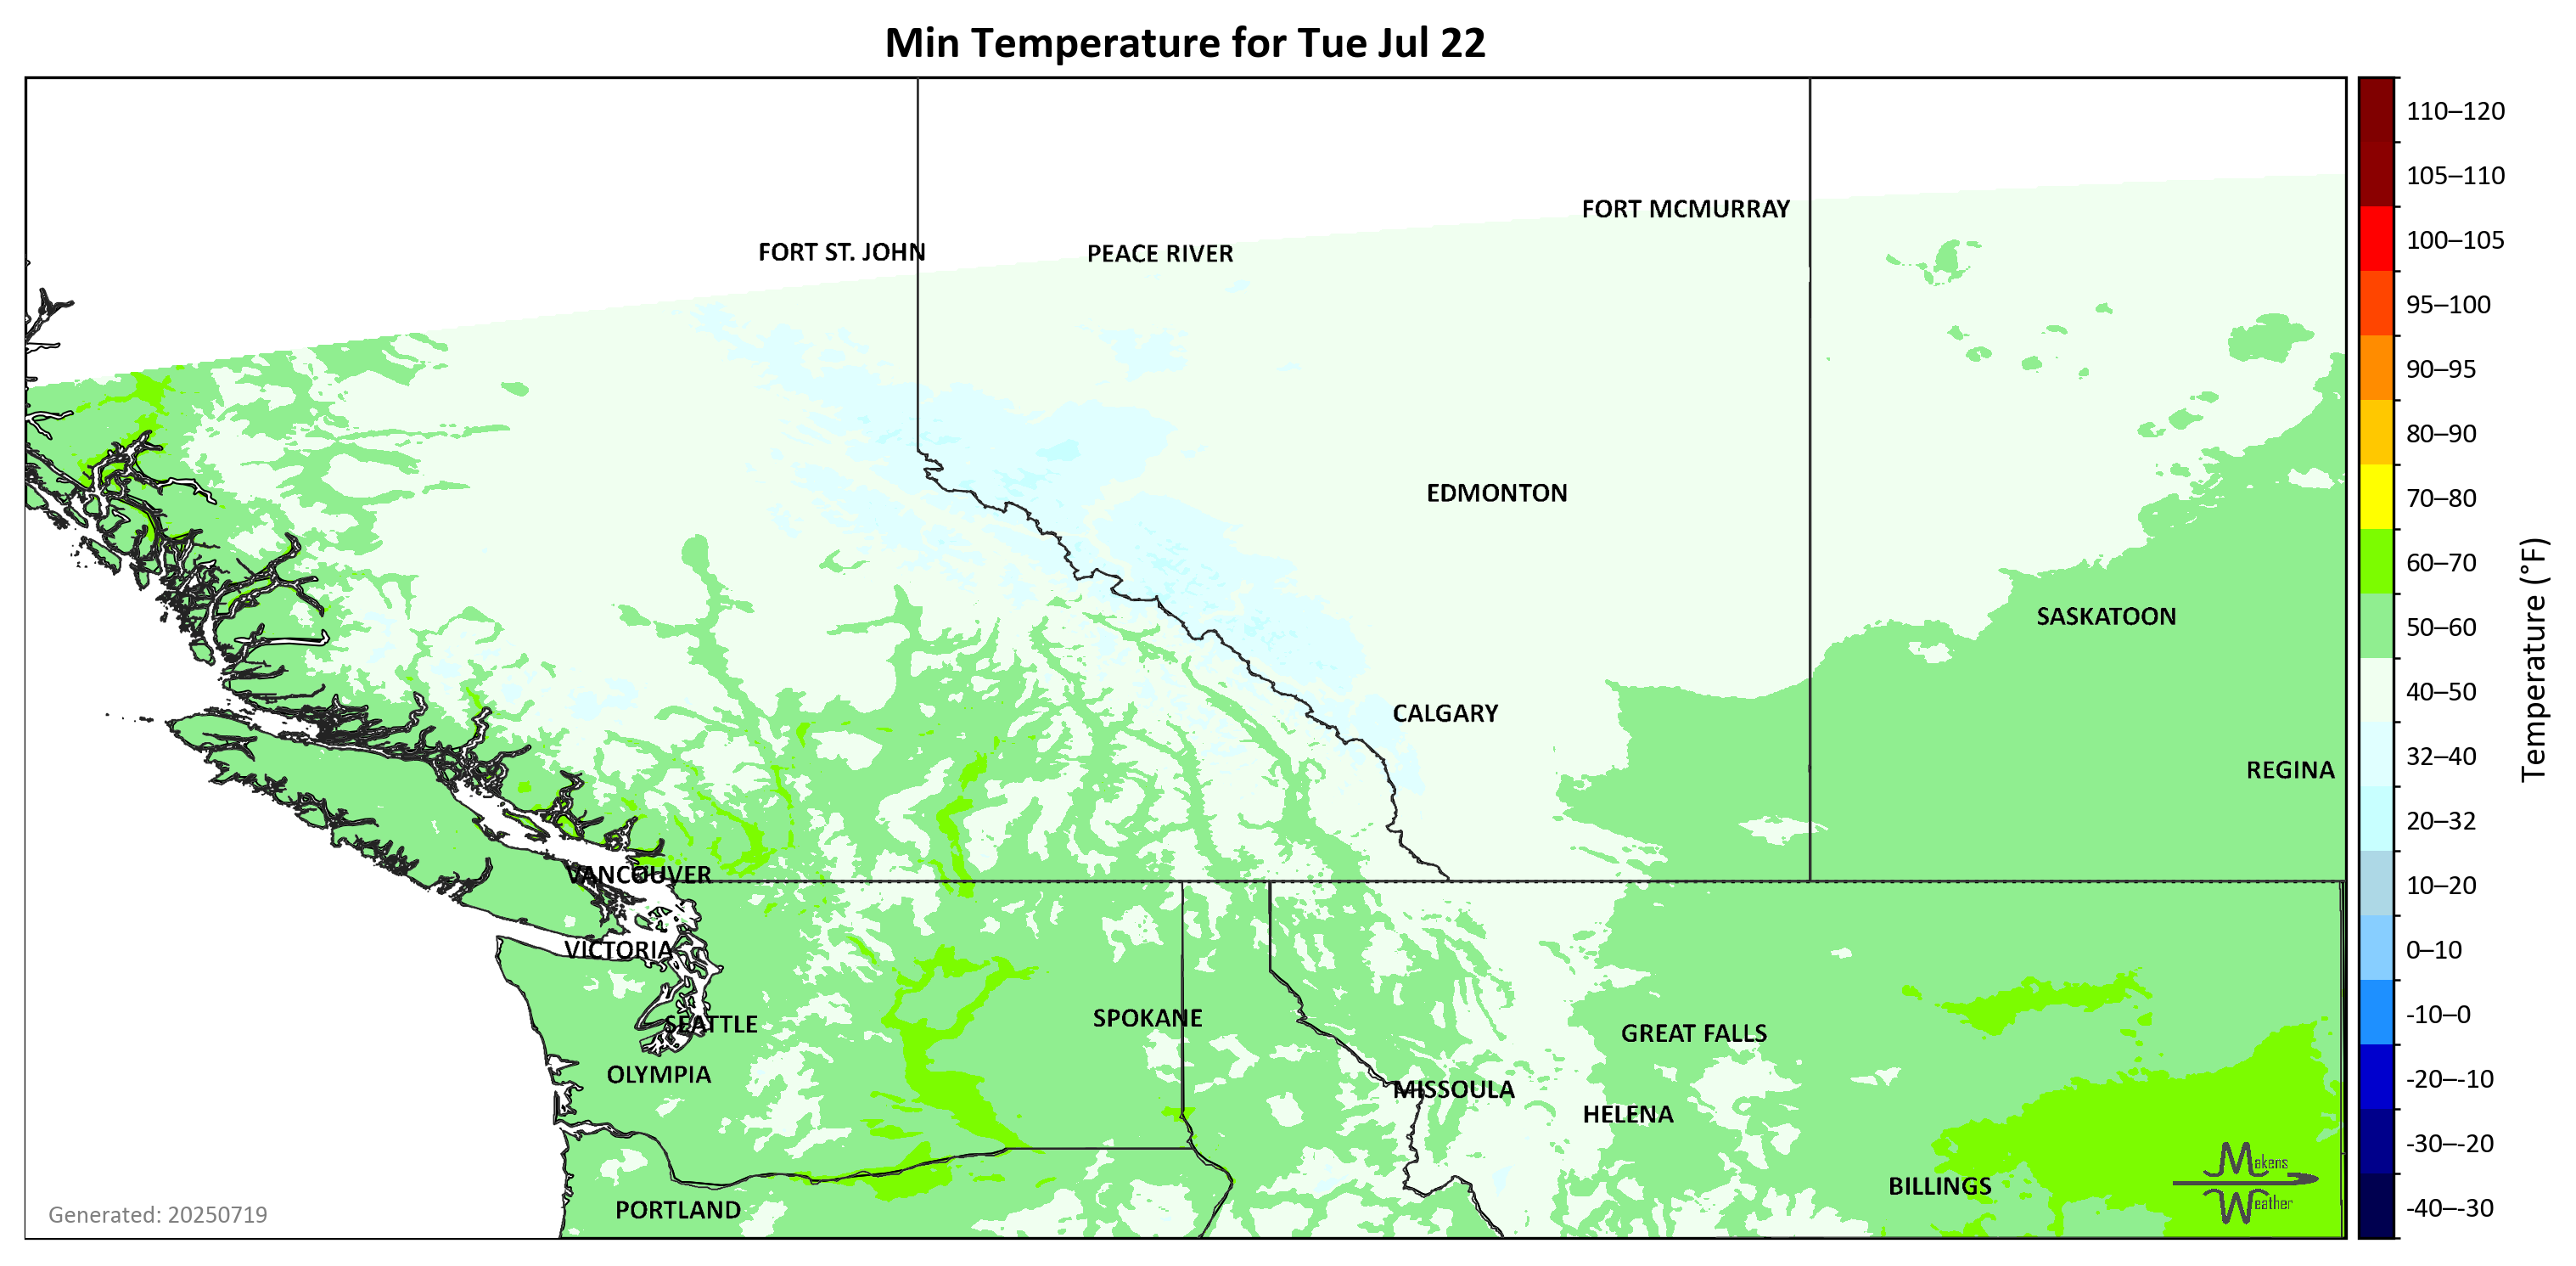 Min Temperature for Tue Jul 22
110–120
105–110
FORT MCMURRAY
100–105
FORT ST. JOHN
PEACE RIVER
95–100
90–95
80–90
EDMONTON
70–80
60–70
SASKATOON
50–60
Temperature (°F)
40–50
CALGARY
32–40
REGINA
20–32
VANCOUVER
10–20
VICTORIA
0–10
SPOKANE
-10–0
SEATTLE
GREAT FALLS
OLYMPIA
-20–-10
MISSOULA
HELENA
-30–-20
Makens
Weather
BILLINGS
PORTLAND
-40–-30
Generated: 20250719